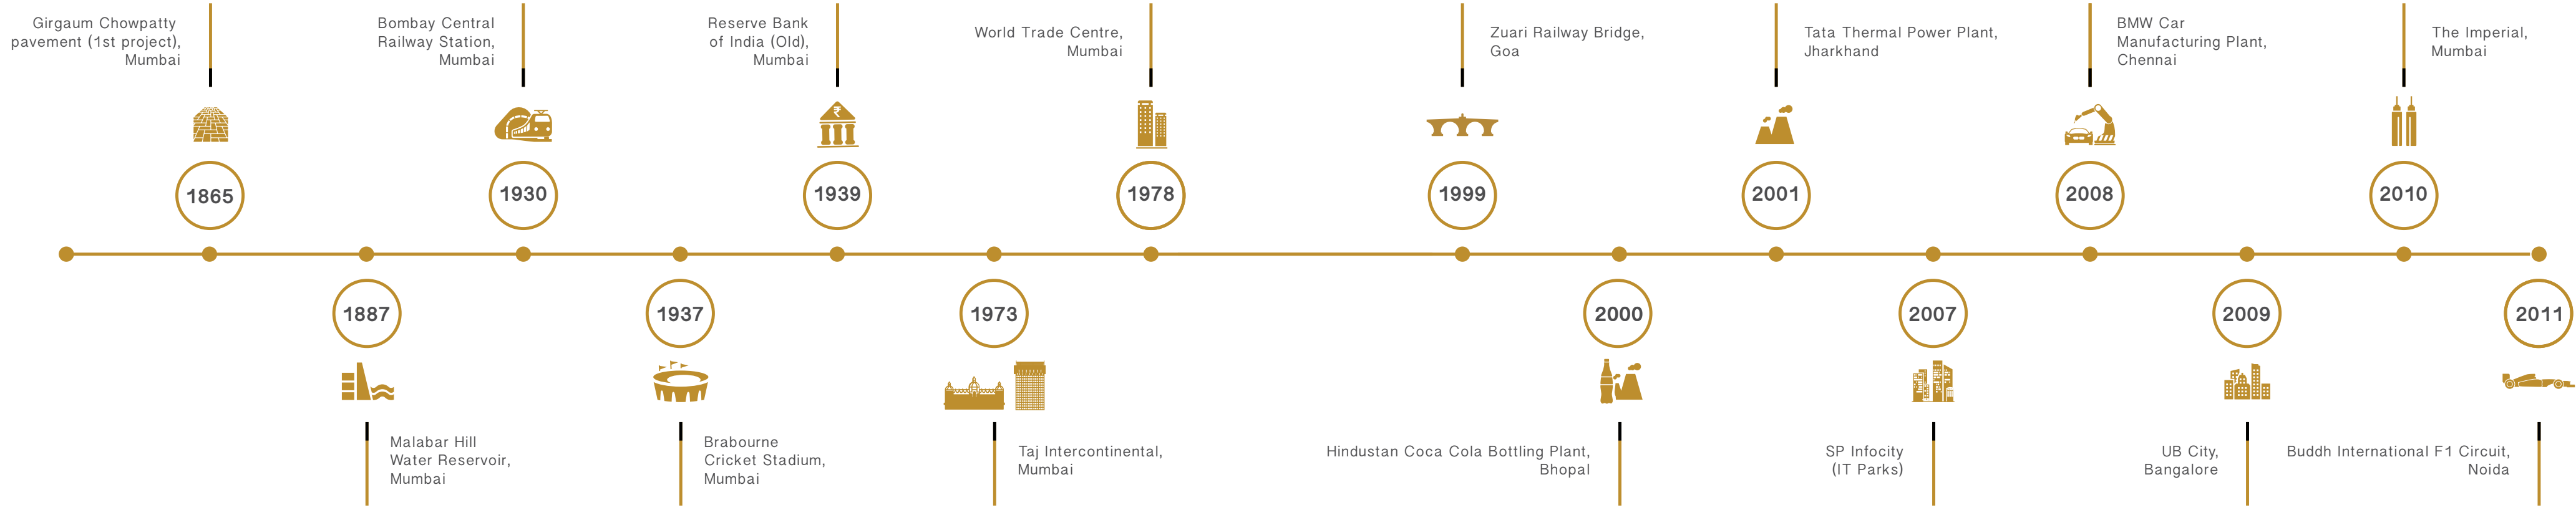 Girgaum Chowpatty
pavement (1st project),
Mumbai
1865
1887
Malabar Hill
Water Reservoir,
Mumbai
Bombay Central
Railway Station,
Mumbai
1930
1937
Brabourne
Cricket Stadium,
Mumbai
Reserve Bank
of India (Old),
Mumbai
₹
1939
1973
Taj Intercontinental,
Mumbai
World Trade Centre,
Mumbai
1978
Zuari Railway Bridge,
Goa
1999
2000
Hindustan Coca Cola Bottling Plant,
Bhopal
Tata Thermal Power Plant,
Jharkhand
2001
2007
SP Infocity
(IT Parks)
BMW Car
Manufacturing Plant,
Chennai
2008
2009
UB City,
Bangalore
The Imperial,
Mumbai
2010
2011
Buddh International F1 Circuit,
Noida